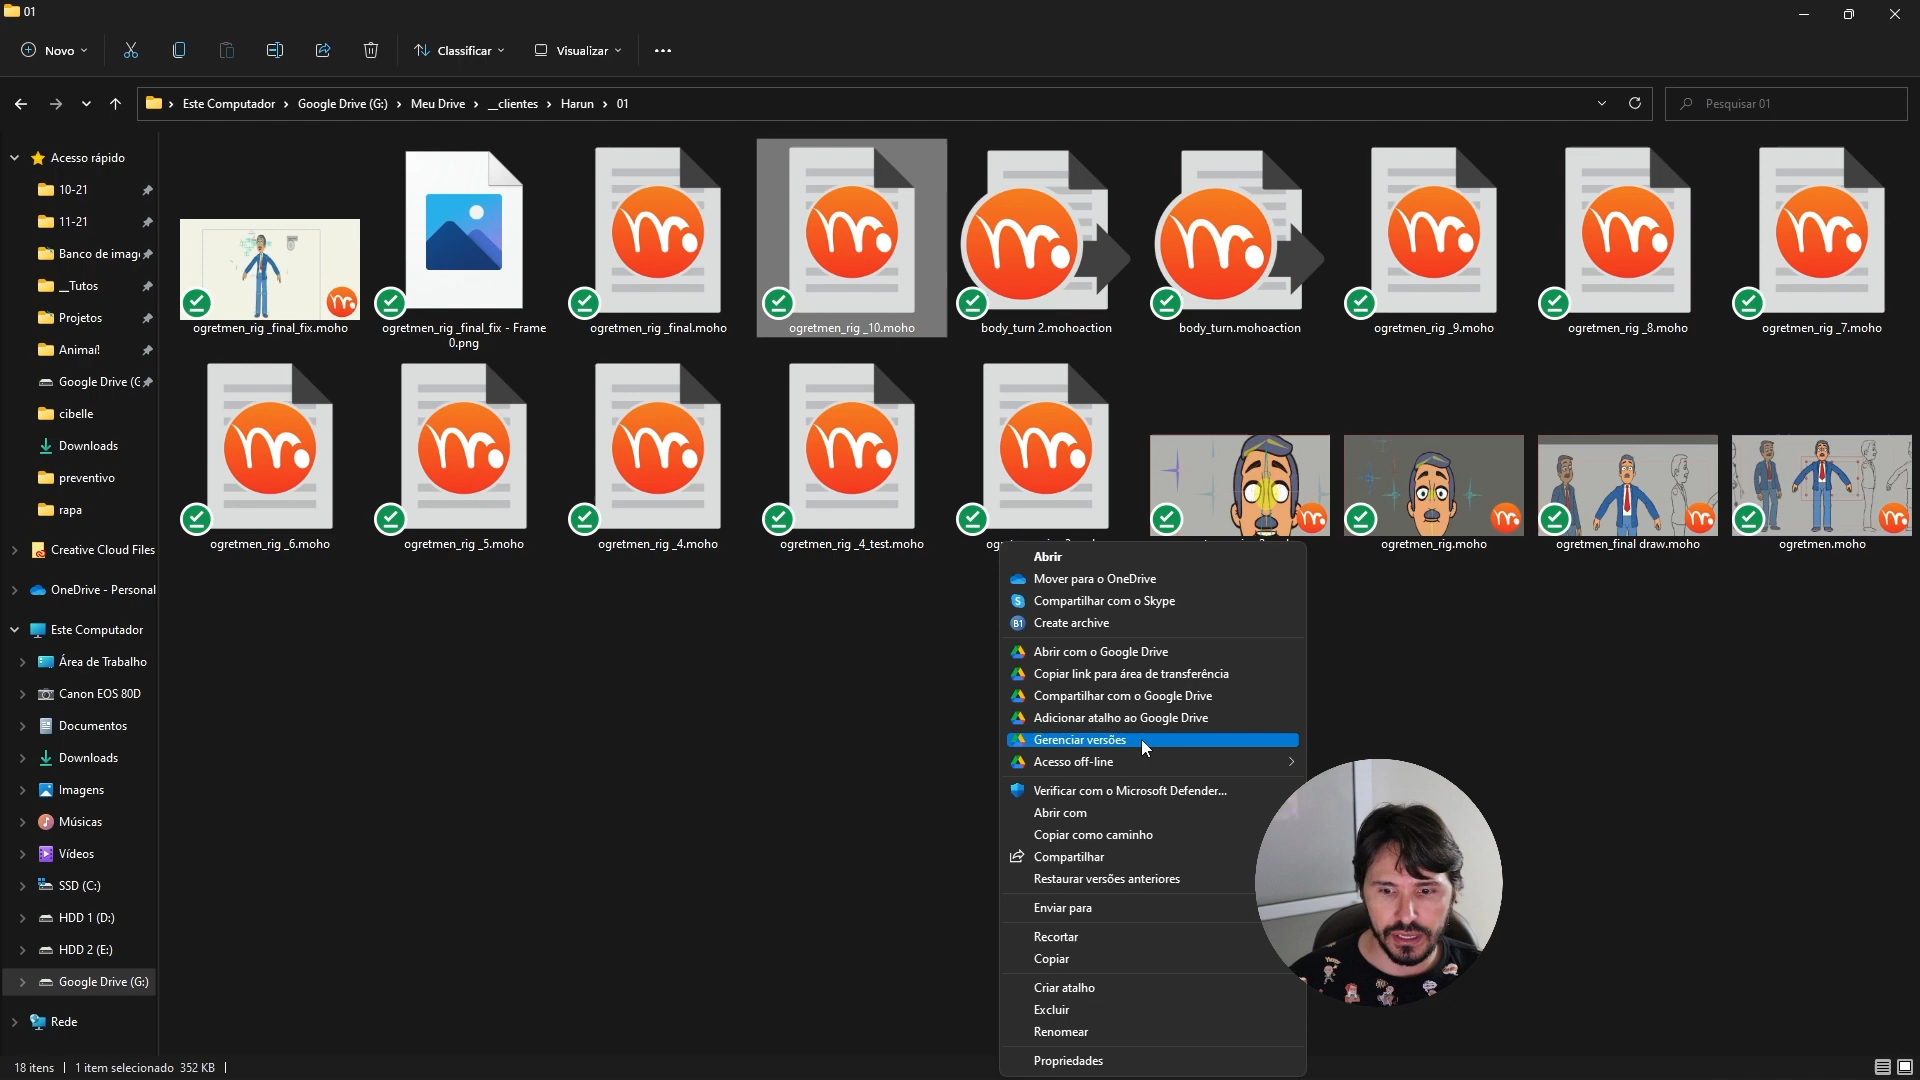 01
Novo
Classificar
Visualizar
Este Computador
Google Drive (G:)
Meu Drive
__clientes
Harun
01
Pesquisar 01
Acesso rápido
10-21
11-21
Banco de imag
__Tutos
Projetos
Animaí!
Google Drive (G
cibelle
Downloads
preventivo
rapa
Creative Cloud Files
OneDrive - Personal
Este Computador
Área de Trabalho
Canon EOS 80D
Documentos
Downloads
Imagens
Músicas
Vídeos
SSD (C:)
HDD 1 (D:)
HDD 2 (E:)
Google Drive (G:)
Rede
ogretmen_rig _final_fix.moho
ogretmen_rig _final_fix - Frame
0.png
ogretmen_rig _final.moho
ogretmen_rig _10.moho
body_turn 2.mohoaction
body_turn.mohoaction
ogretmen_rig _9.moho
ogretmen_rig _8.moho
ogretmen_rig _7.moho
ogretmen_rig _6.moho
ogretmen_rig _5.moho
ogretmen_rig _4.moho
ogretmen_rig _4_test.moho
ogretmen_rig.moho
ogretmen_final draw.moho
ogretmen.moho
Abrir
Mover para o OneDrive
Compartilhar com o Skype
B1 Create archive
Abrir com o Google Drive
Copiar link para área de transferência
Compartilhar com o Google Drive
Adicionar atalho ao Google Drive
Gerenciar versões
Acesso off-line
Verificar com o Microsoft Defender...
Abrir com
Copiar como caminho
Compartilhar
Restaurar versões anteriores
Enviar para
Recortar
Copiar
Criar atalho
Excluir
Renomear
Propriedades
18 itens
1 item selecionado 352 KB